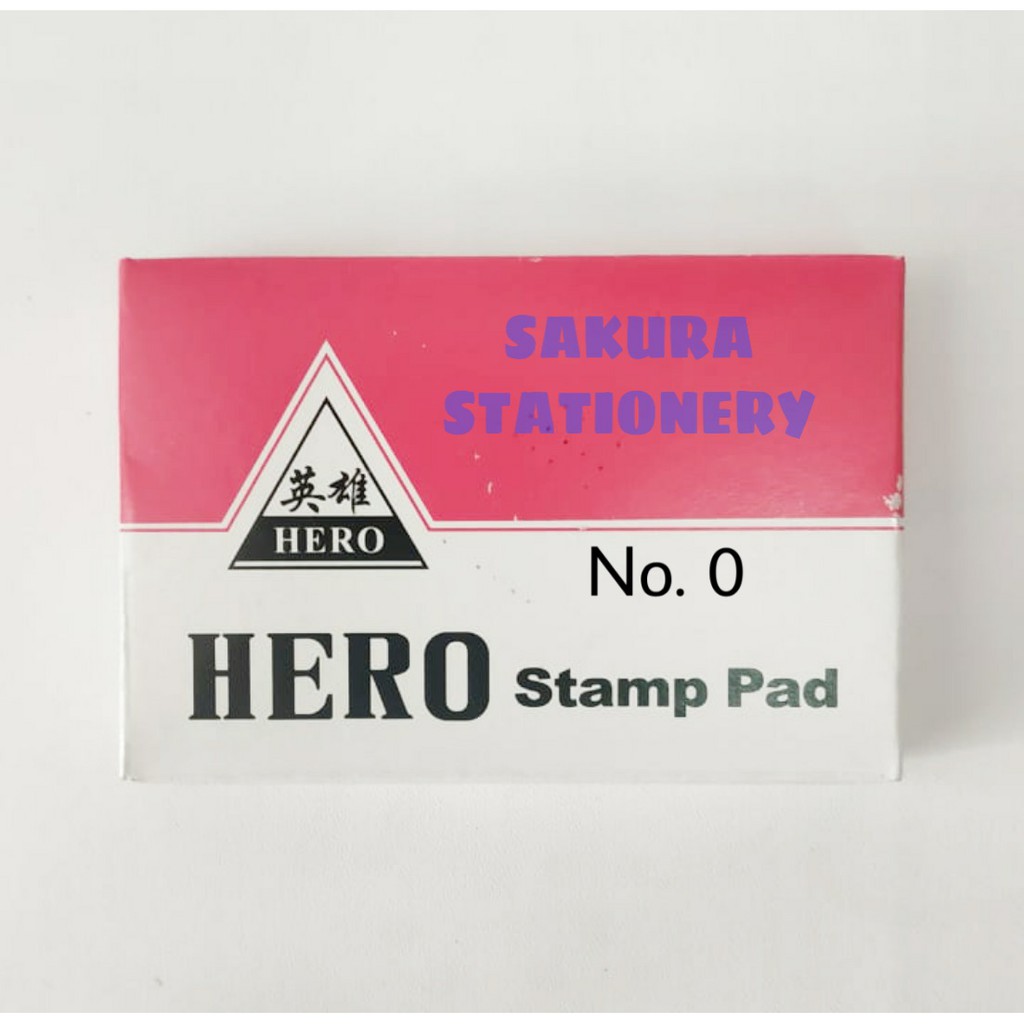 SAKURA
STATIONERY
英雄
HERO
No. 0
HERO Stamp Pad